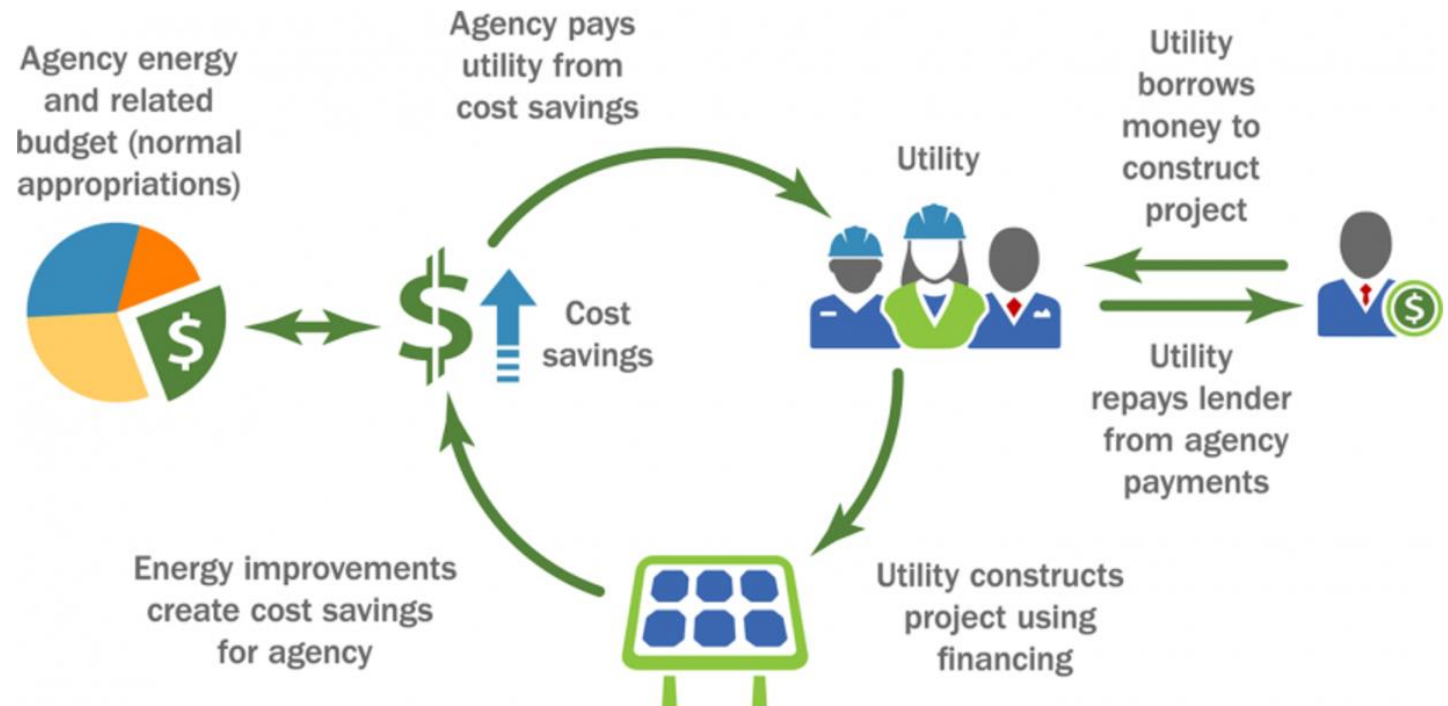 Agency energy
and related
budget (normal
appropriations)
$
Agency pays
utility from
cost savings
$
Cost
savings
Utility
Utility
borrows
money to
construct
project
$
Utility
repays lender
from agency
payments
Energy improvements
create cost savings
for agency
Utility constructs
project using
financing